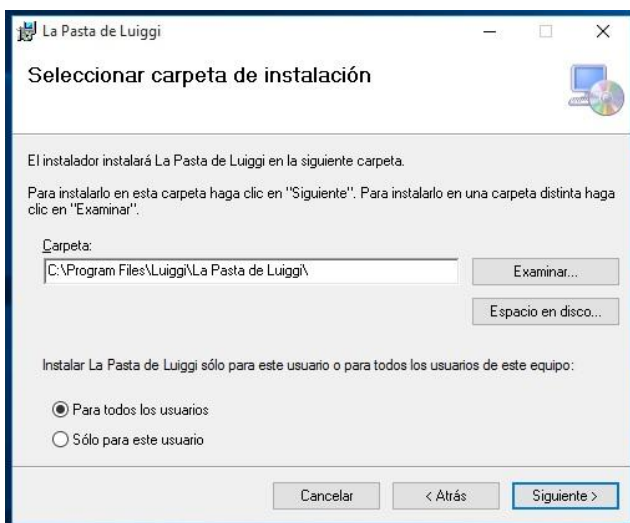 La Pasta de Luiggi
Seleccionar carpeta de instalación
El instalador instalará La Pasta de Luiggi en la siguiente carpeta.
Para instalarlo en esta carpeta haga clic en "Siguiente". Para instalarlo en una carpeta distinta haga
clic en "Examinar".
Carpeta:
C:\Program Files\Luiggi\La Pasta de Luiggi\
Examinar...
Espacio en disco...
Instalar La Pasta de Luiggi sólo para este usuario o para todos los usuarios de este equipo:
Para todos los usuarios
Sólo para este usuario
Cancelar
< Atrás
Siguiente >